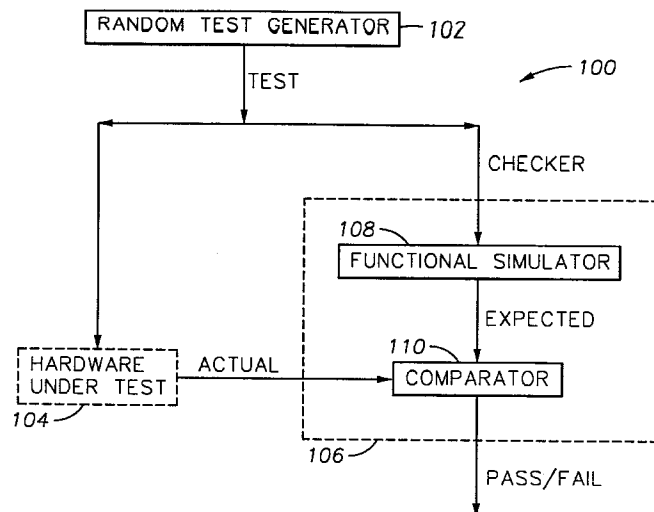 RANDOM TEST GENERATOR
102
TEST
100
CHECKER
108
FUNCTIONAL SIMULATOR
EXPECTED
HARDWARE
UNDER TEST
104
ACTUAL
110
COMPARATOR
106
PASS/FAIL